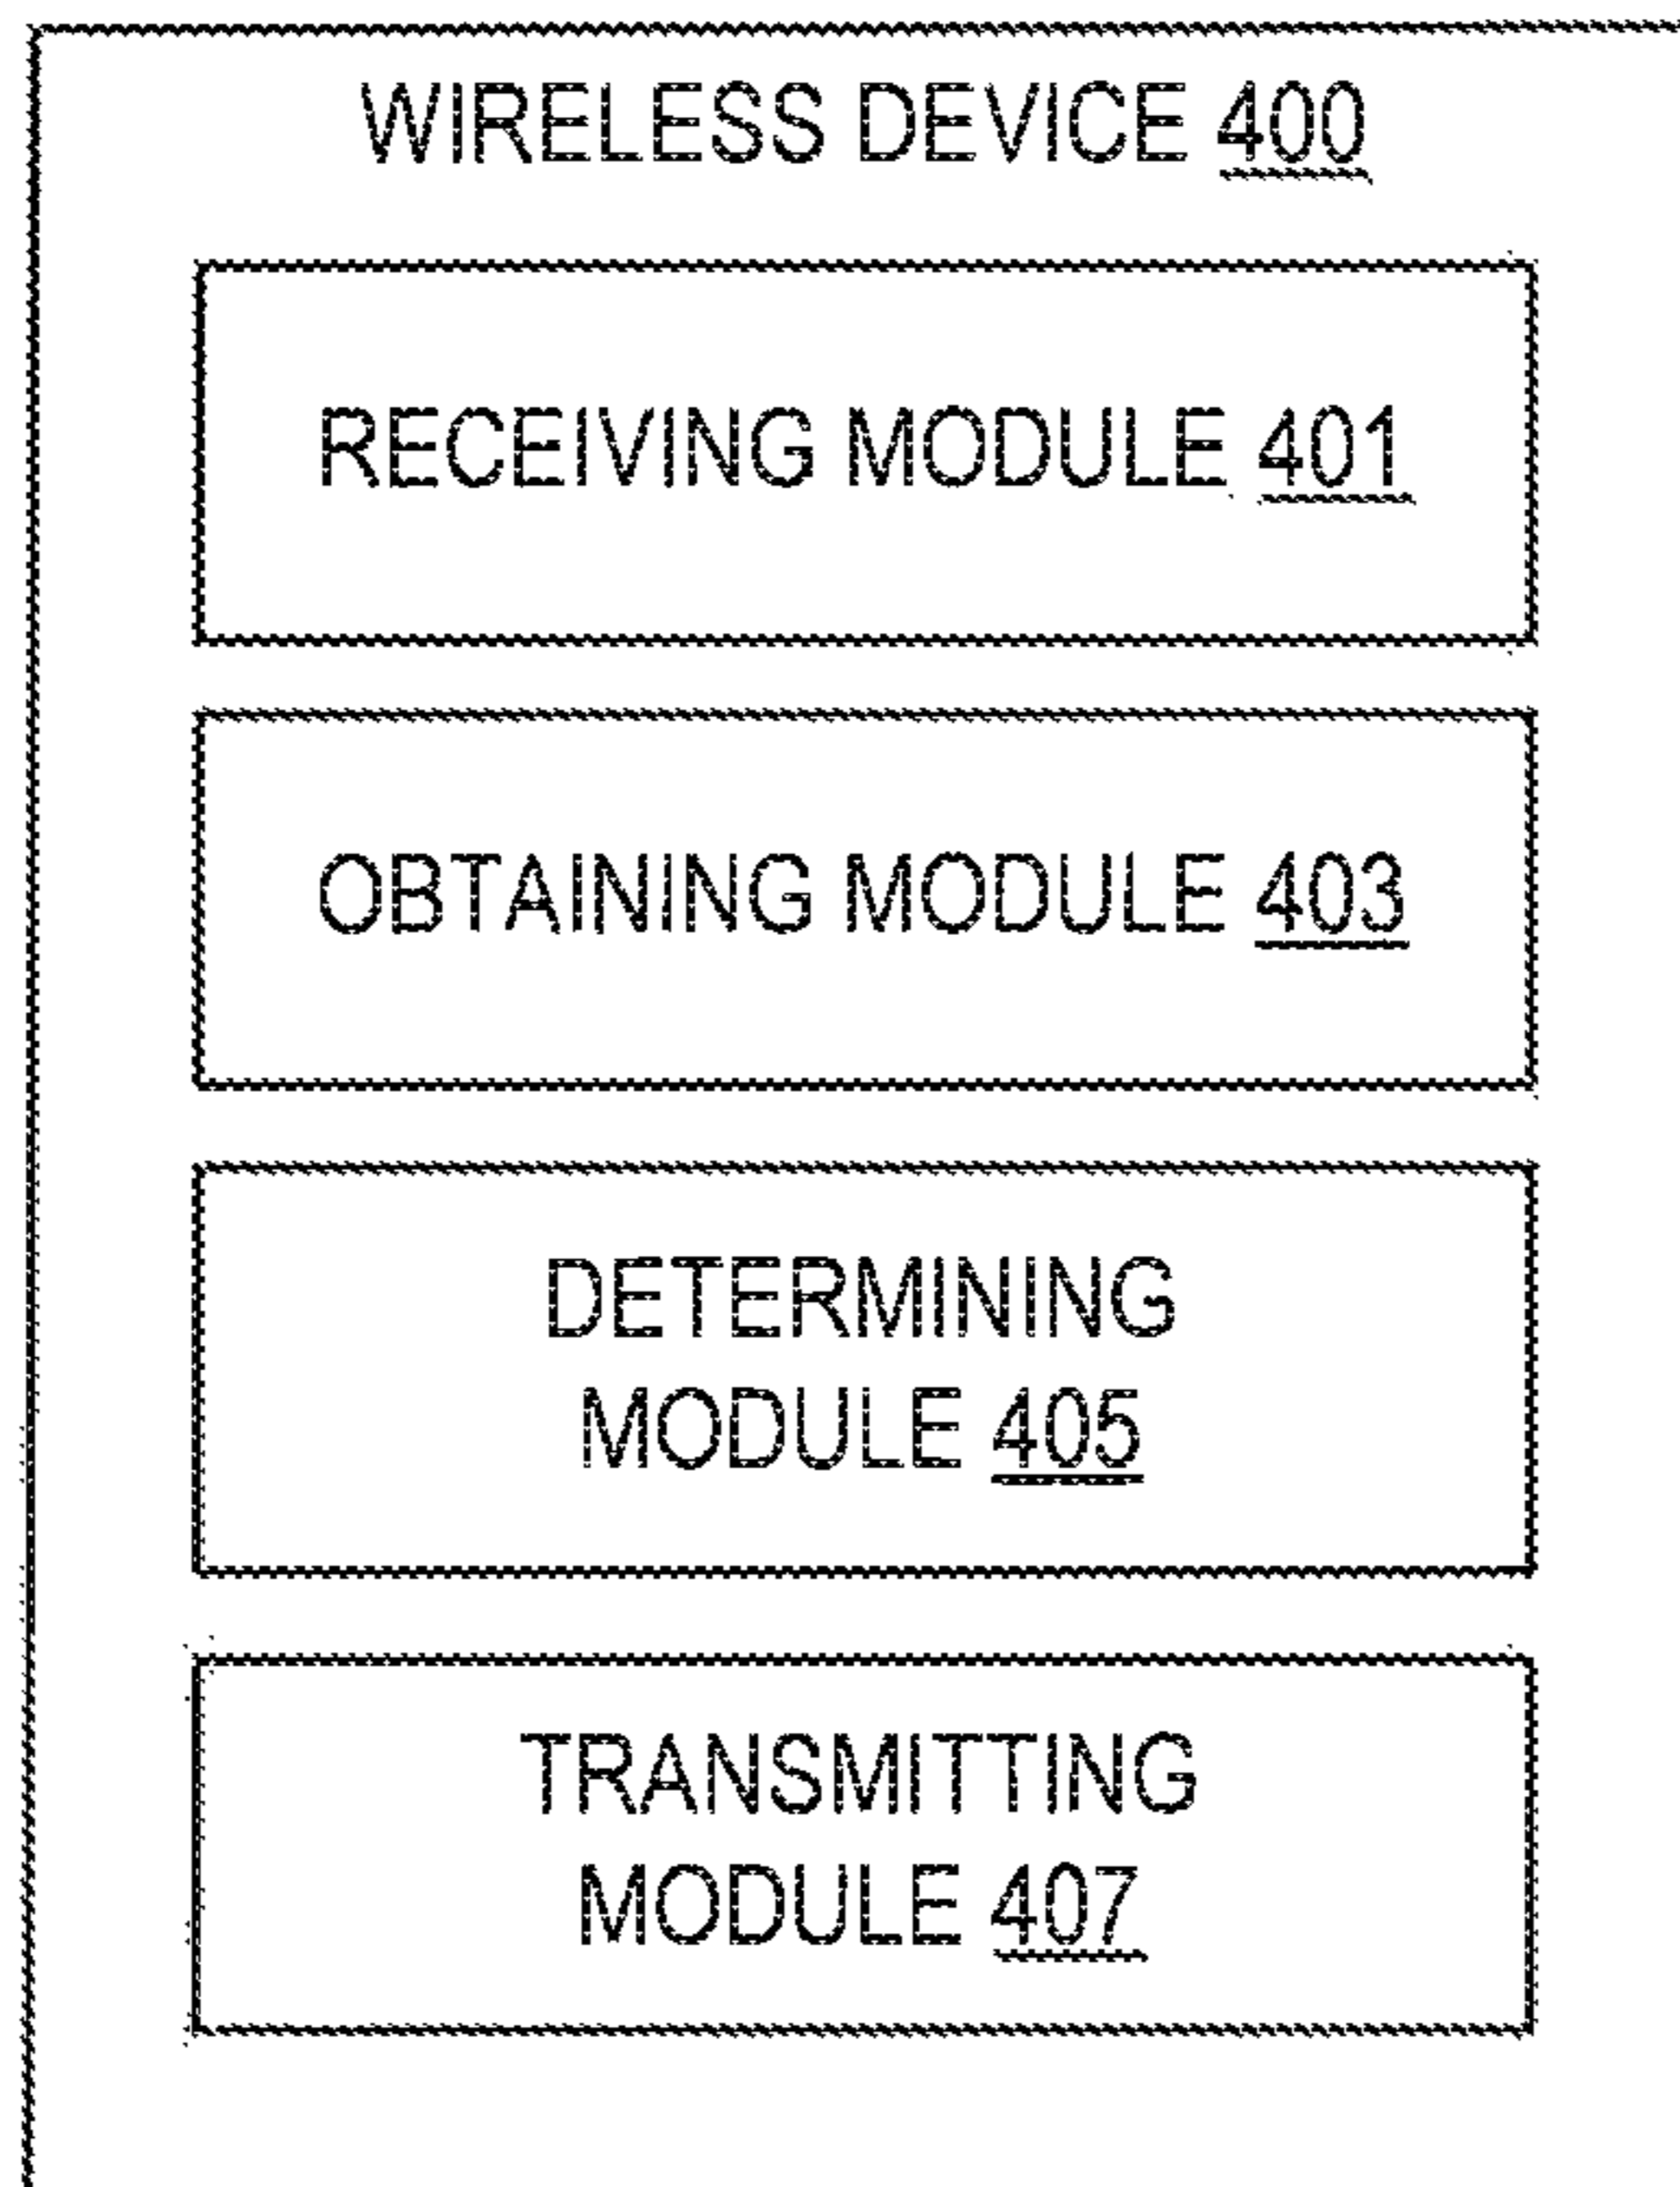 WIRELESS DEVICE 400
RECEIVING MODULE 401
OBTAINING MODULE 403
DETERMINING
MODULE 405
TRANSMITTING
MODULE 407